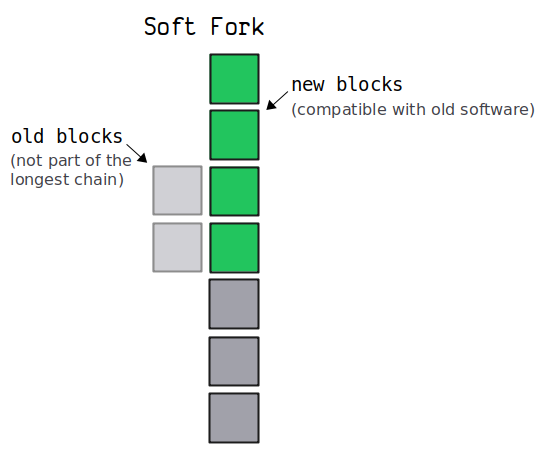 Soft Fork
new blocks
(compatible with old software)
old blocks
(not part of the
longest chain)